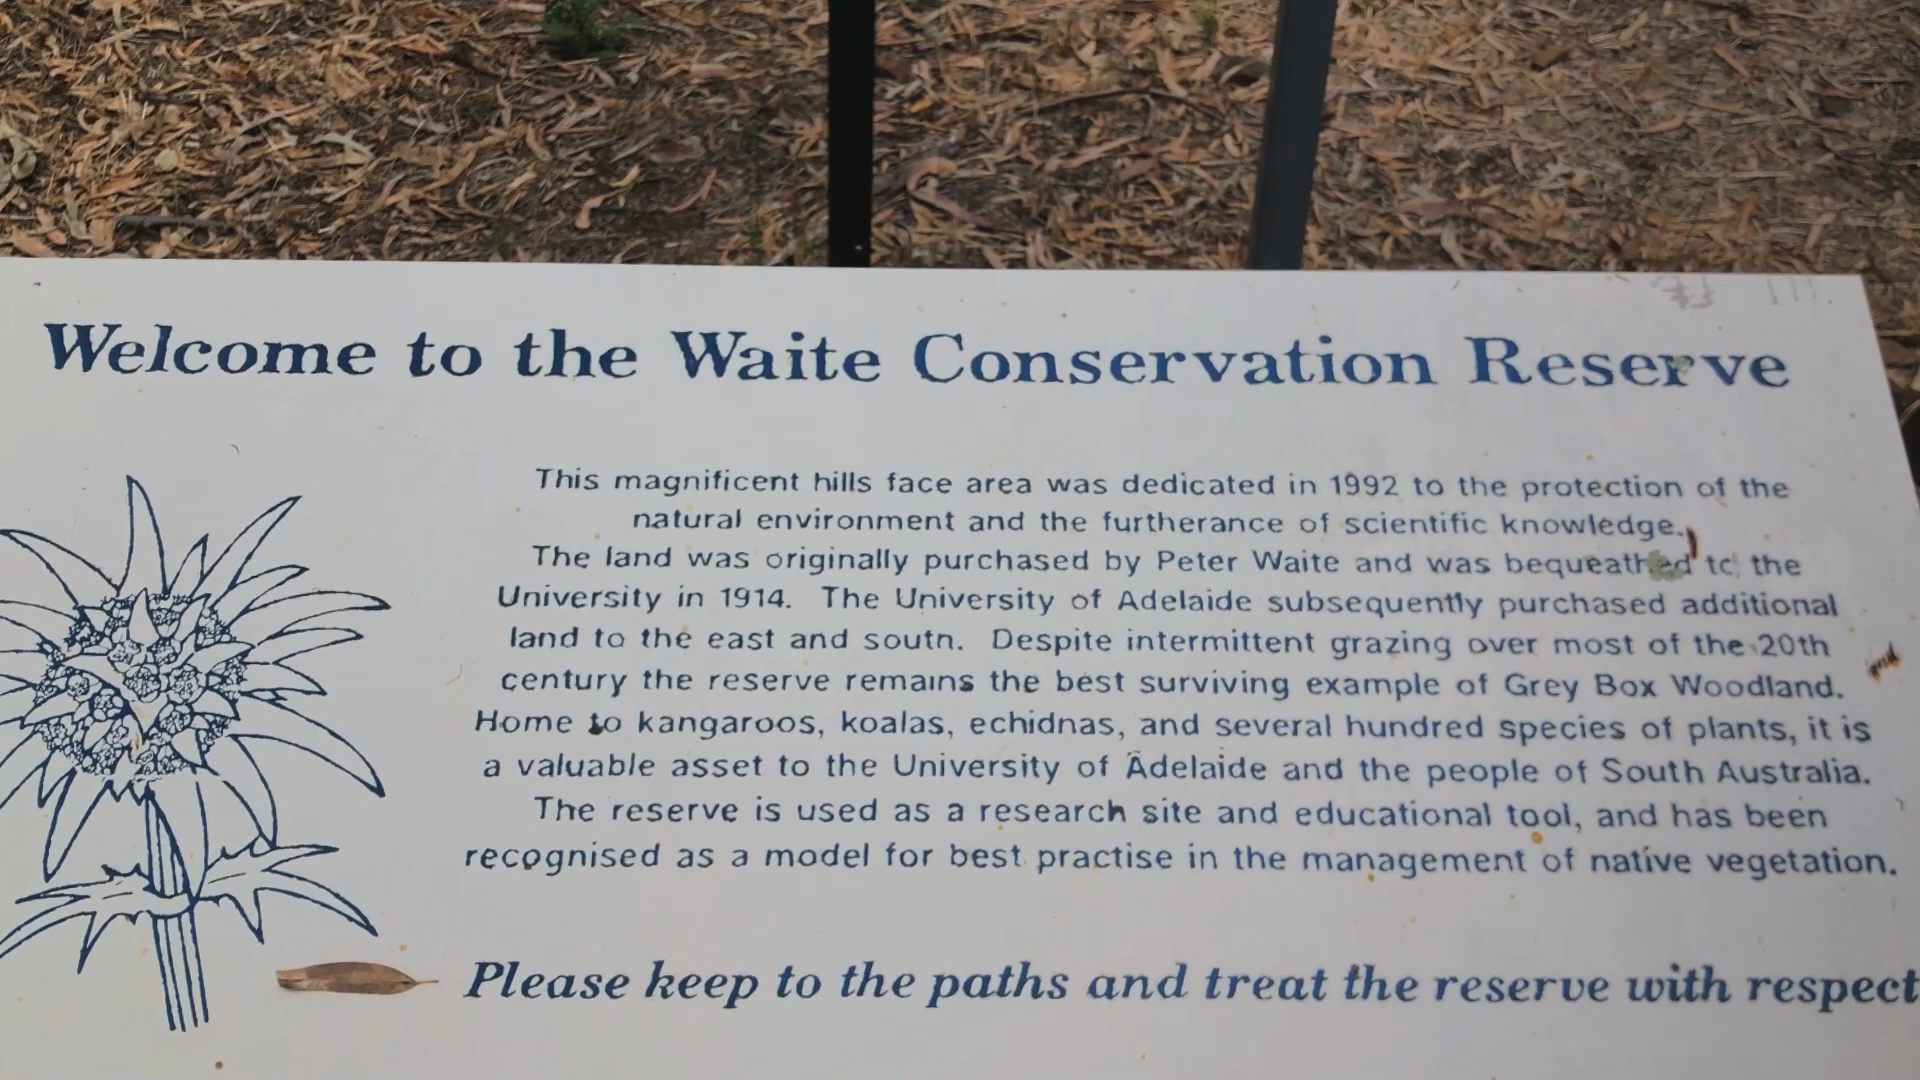 Welcome to the Waite Conservation Reserve
This magnificent hills face area was dedicated in 1992 to the protection of the
natural environment and the furtherance of scientific knowledge.
The land was originally purchased by Peter Waite and was bequeathed to the
University in 1914. The University of Adelaide subsequently purchased additional
land to the east and south. Despite intermittent grazing over most of the 20th
century the reserve remains the best surviving example of Grey Box Woodland.
Home to kangaroos, koalas, echidnas, and several hundred species of plants, it is
a valuable asset to the University of Adelaide and the people of South Australia.
The reserve is used as a research site and educational tool, and has been
recognised as a model for best practise in the management of native vegetation.
Please keep to the paths and treat the reserve with respect